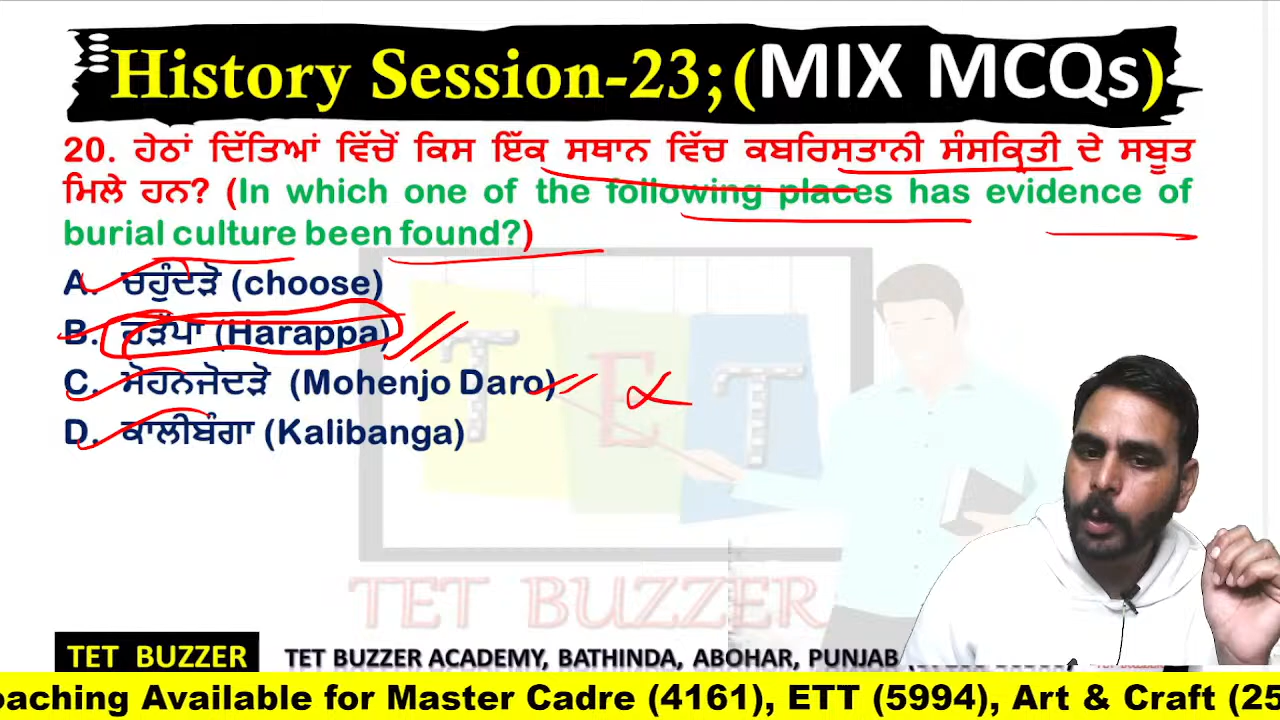 History Session-23;(MIX MCQs)
20. ਹੇਠਾਂ ਦਿੱਤਿਆਂ ਵਿੱਚੋਂ ਕਿਸ ਇੱਕ ਸਥਾਨ ਵਿੱਚ ਕਬਰਿਸਤਾਨੀ ਸੰਸਕ੍ਰਿਤੀ ਦੇ ਸਬੂਤ
ਮਿਲੇ ਹਨ? (In which one of the following places has evidence of
burial culture been found?)
A. ਚਹੁੰਦੜੋ (choose)
B. ਹੜੱਪਾ (Harappa)
C. ਸੋਹਨਜੋਦੜੋ (Mohenjo Daro)
D. ਕਾਲੀਬੰਗਾ (Kalibanga)
TET
TET BUZZER
TET BUZZER
TET BUZZER ACADEMY, BATHINDA, ABOHAR, PUNJAB
oaching Available for Master Cadre (4161), ETT (5994), Art & Craft (25